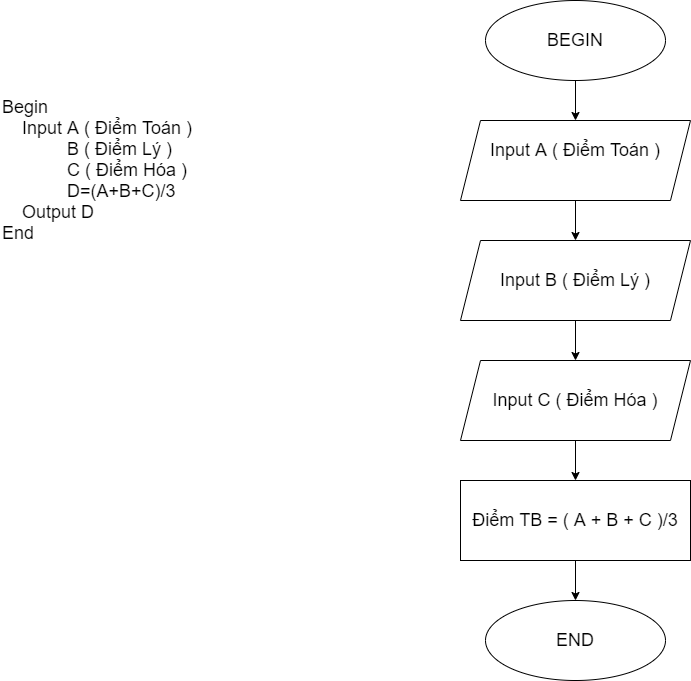 Begin
Input A ( Điểm Toán )
B ( Điểm Lý )
C ( Điểm Hóa )
D=(A+B+C)/3
Output D
End
BEGIN
Input A ( Điểm Toán )
Input B ( Điểm Lý )
Input C ( Điểm Hóa )
Điểm TB = ( A + B + C )/3
END